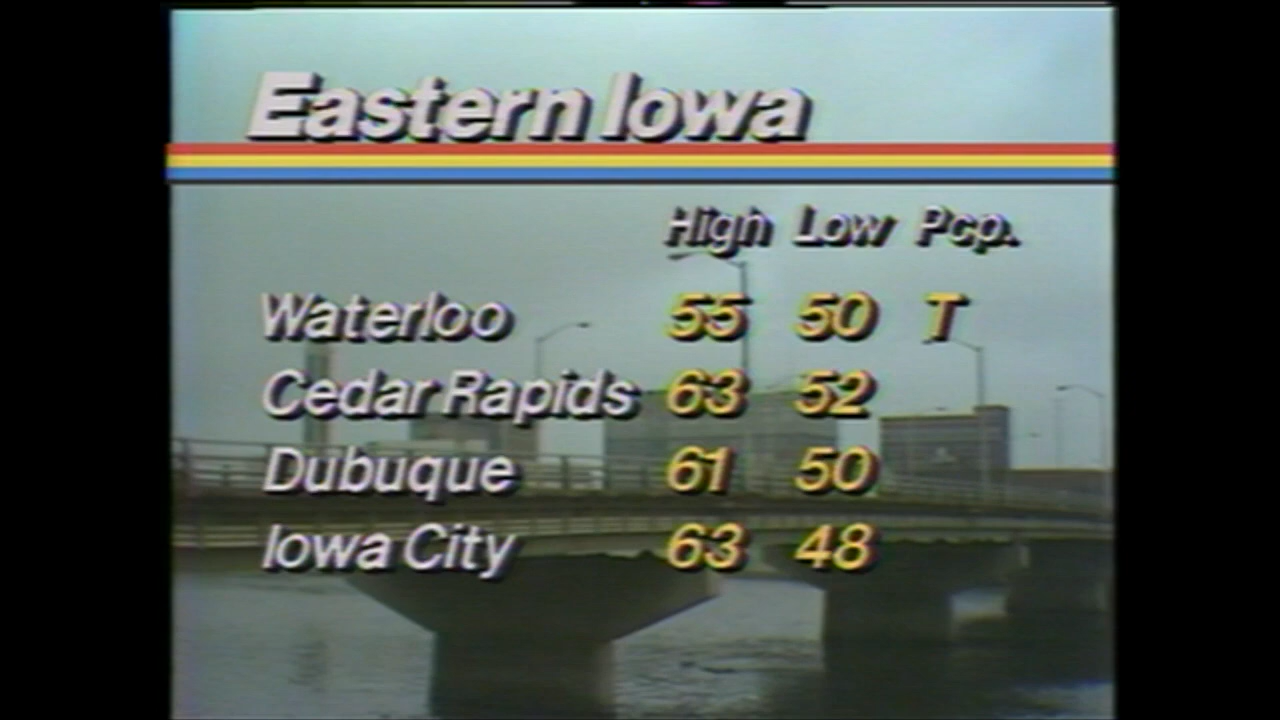 Eastern Iowa
High Low Pcp.
Waterloo 55 50 T
Cedar Rapids 63 52
Dubuque 61 50
Iowa City 63 48